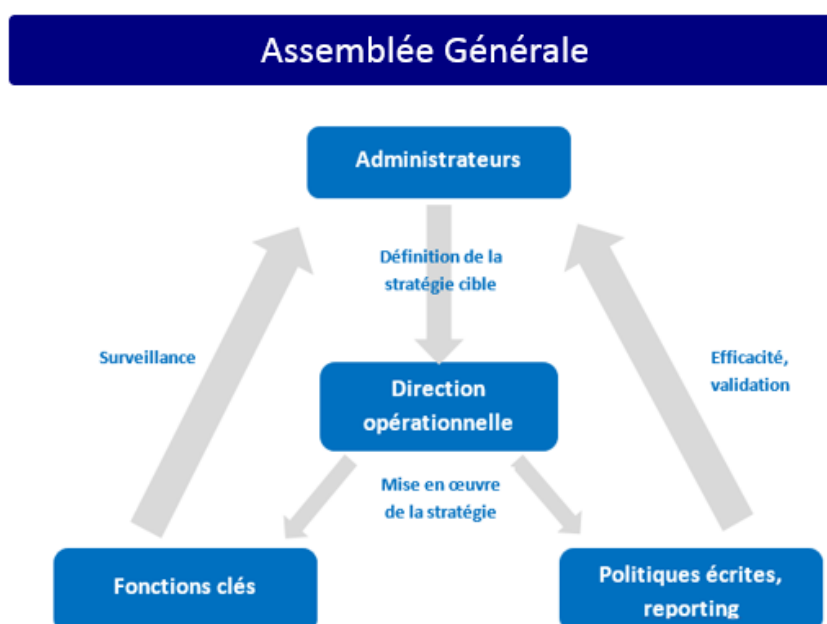 Assemblée Générale
Administrateurs
Définition de la
stratégie cible
Surveillance
Efficacité,
validation
Direction
opérationnelle
Mise en œuvre
de la stratégie
Fonctions clés
Politiques écrites,
reporting